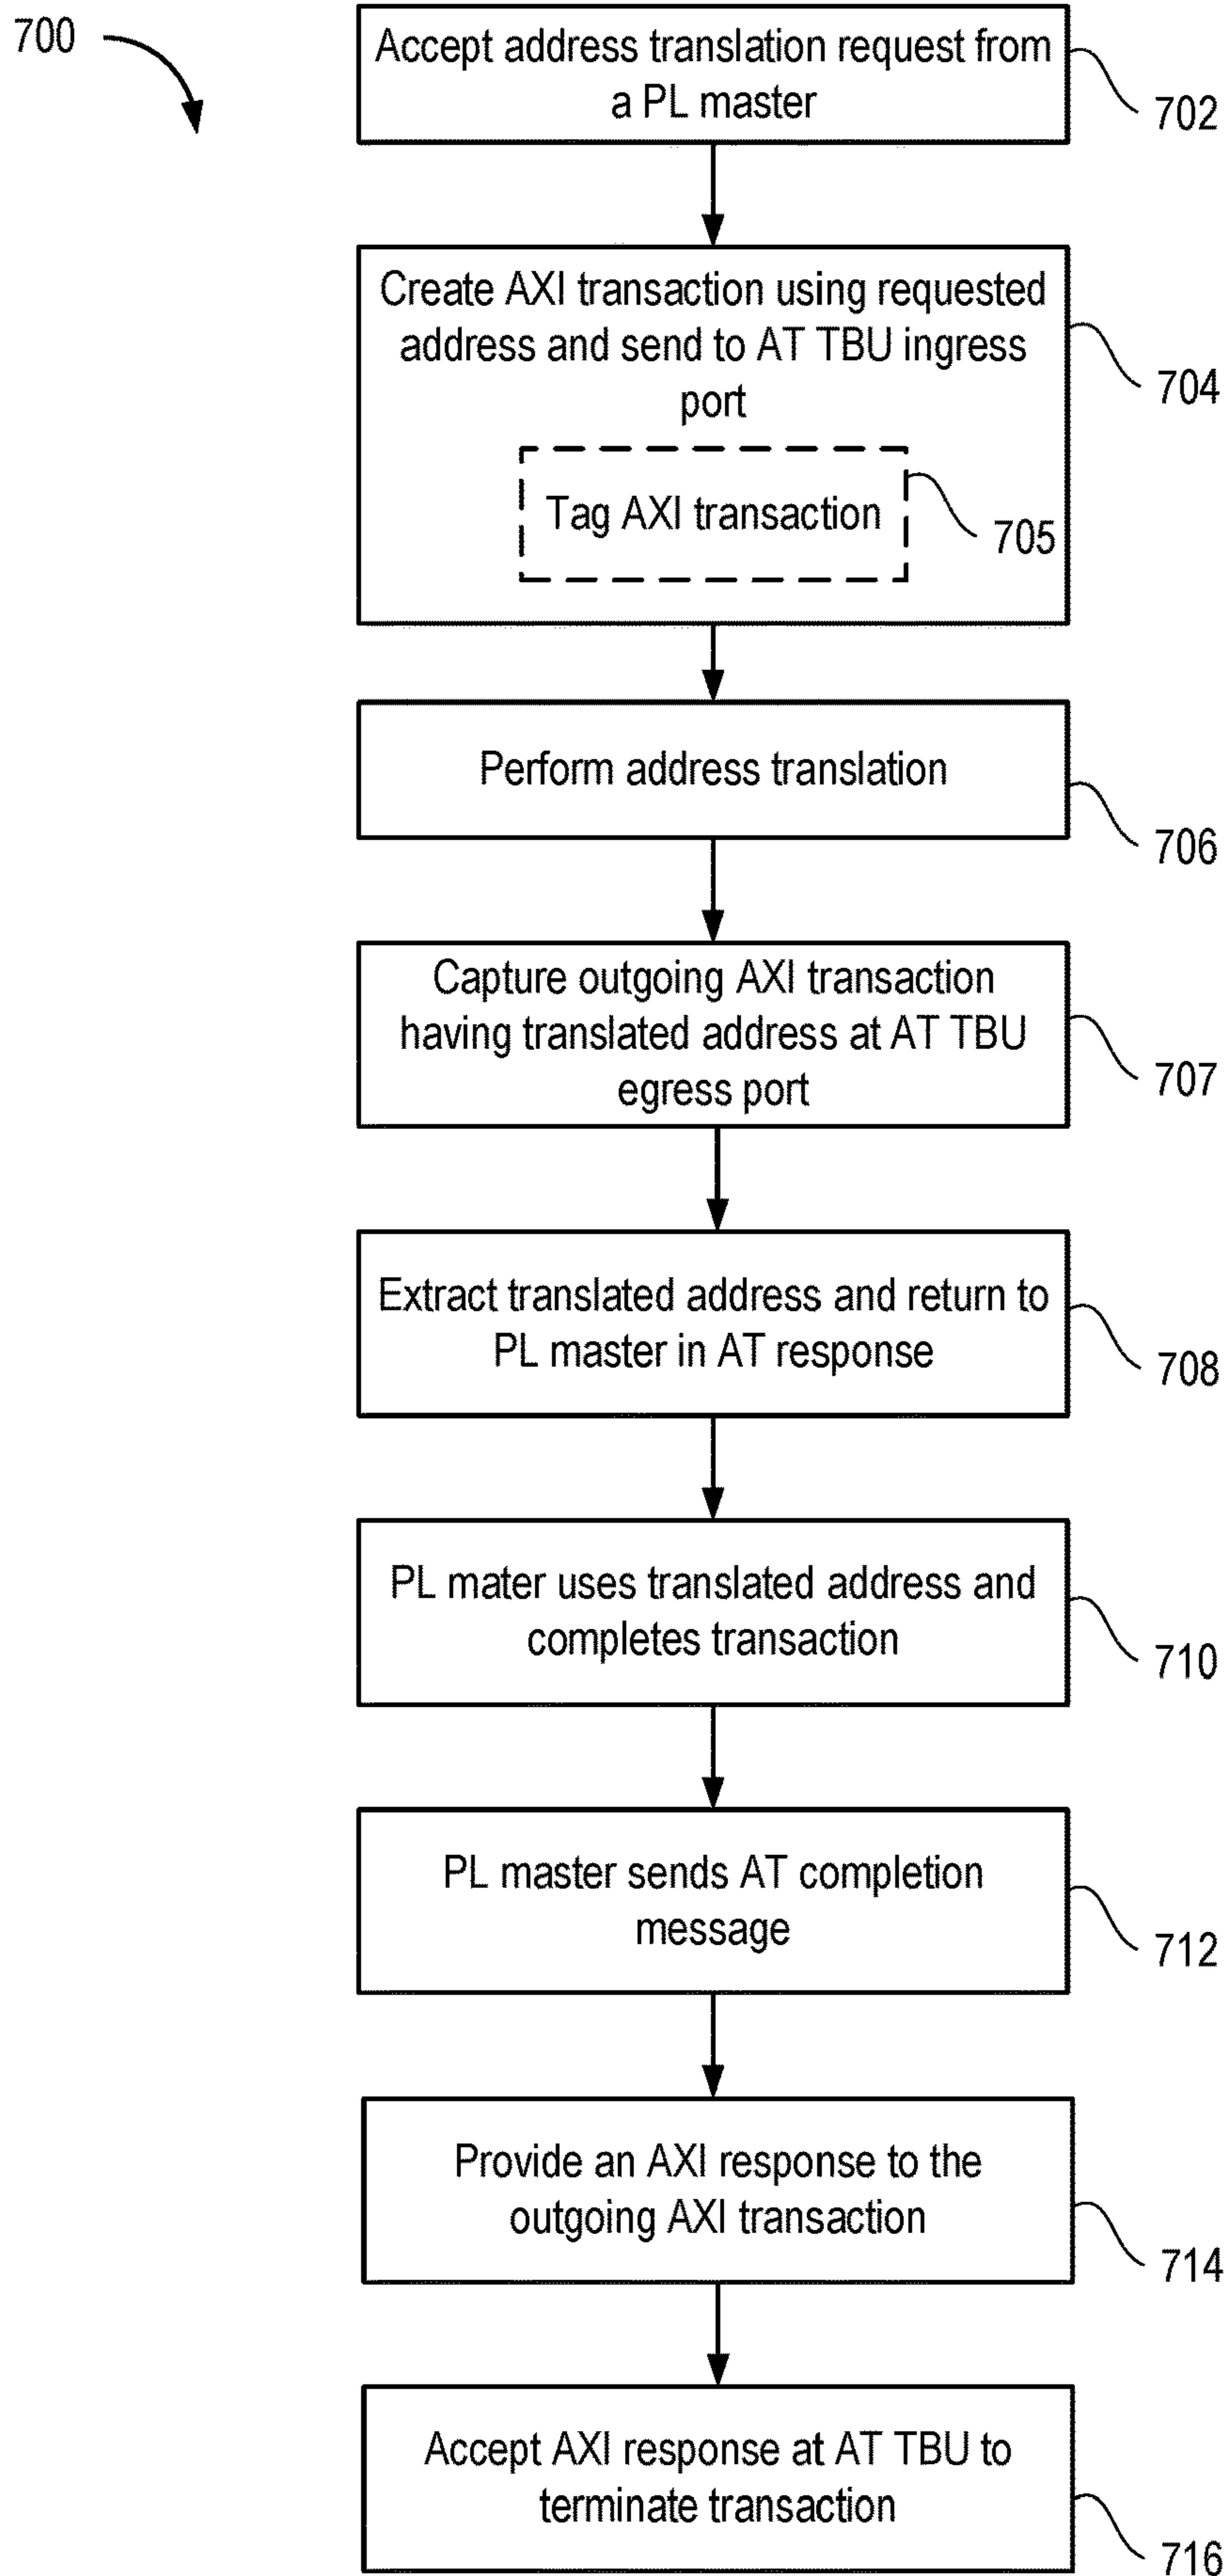 700
Accept address translation request from
a PL master
702
Create AXI transaction using requested
address and send to AT TBU ingress
port
704
Tag AXI transaction
705
Perform address translation
706
Capture outgoing AXI transaction
having translated address at AT TBU
egress port
707
Extract translated address and return to
PL master in AT response
708
PL mater uses translated address and
completes transaction
710
PL master sends AT completion
message
712
Provide an AXI response to the
outgoing AXI transaction
714
Accept AXI response at AT TBU to
terminate transaction
716